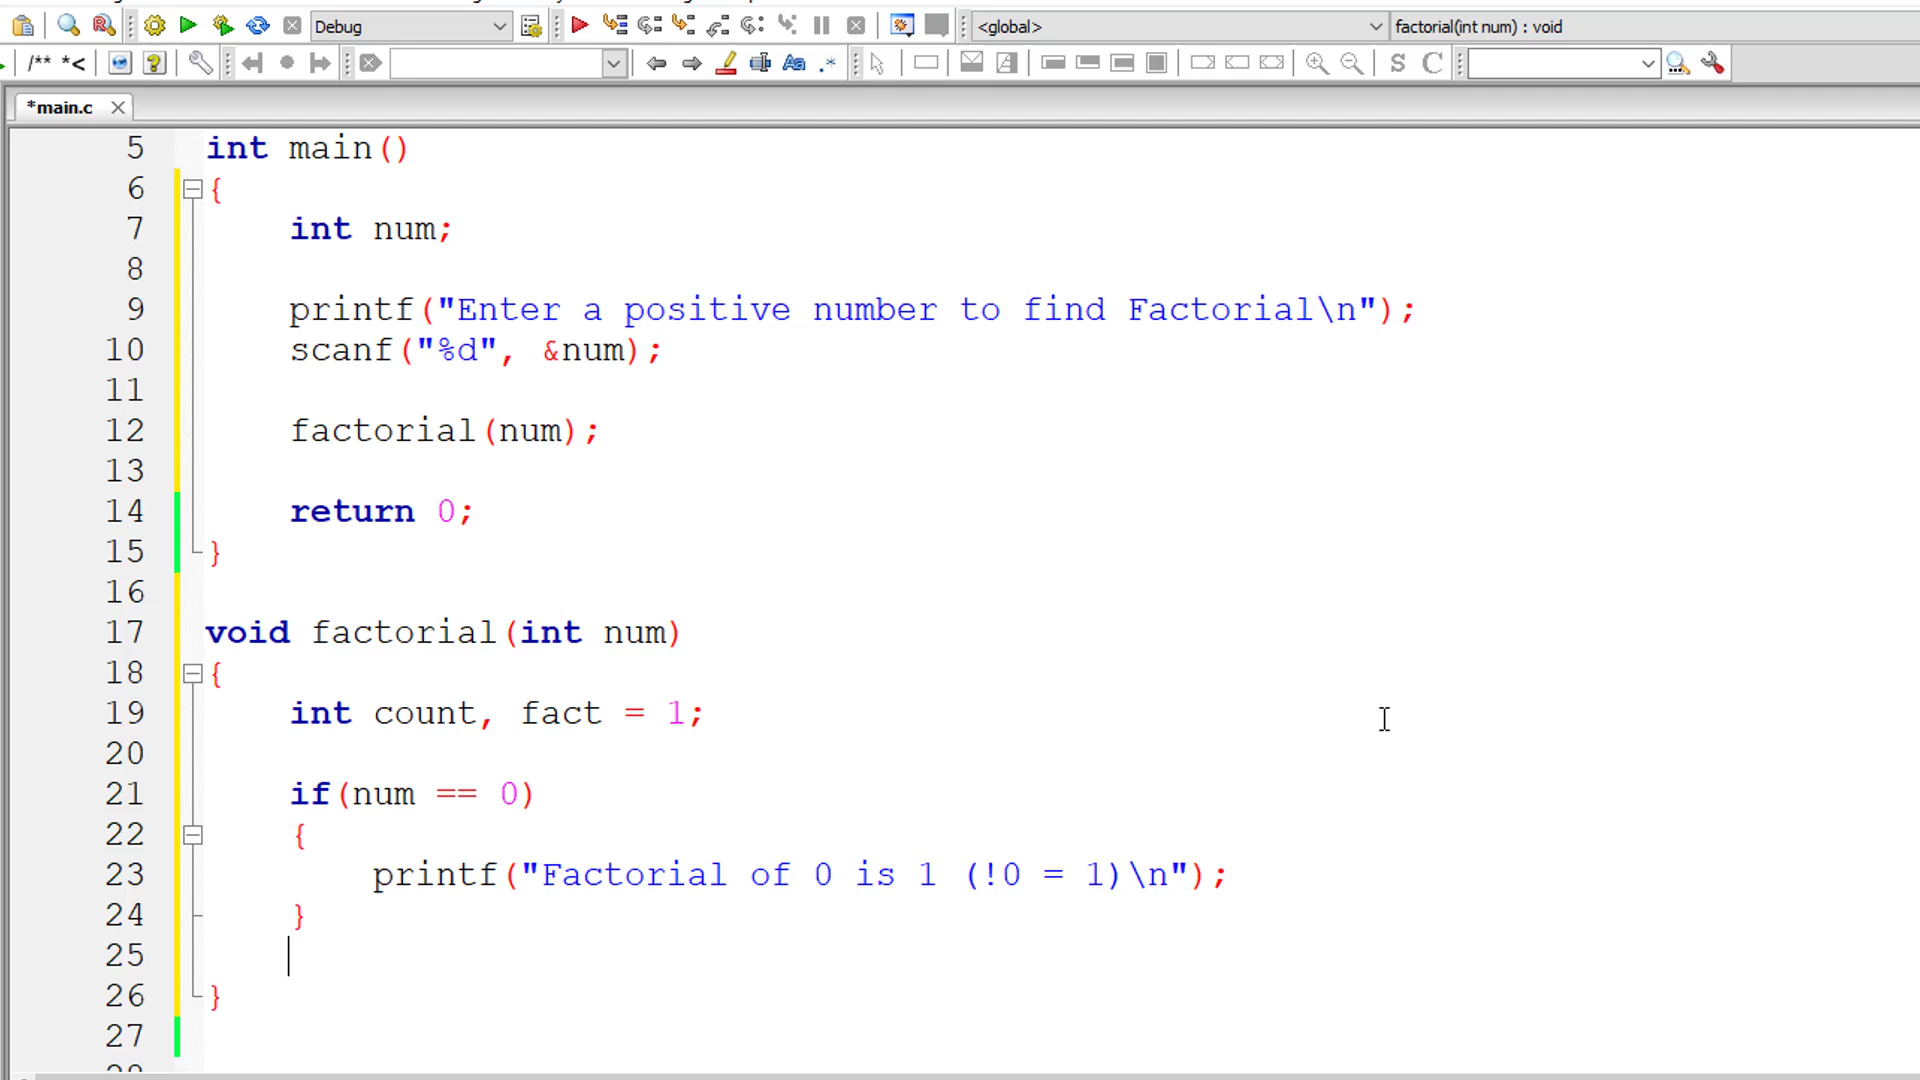 Debug
<global>
factorial(int num) : void
/** *<
Aa .*
S C
*main.c
5 int main()
6 {
7 int num;
8
9 printf("Enter a positive number to find Factorial\n");
10 scanf("%d", &num);
11
12 factorial(num);
13
14 return 0;
15 }
16
17 void factorial(int num)
18 {
19 int count, fact = 1;
20
21 if(num == 0)
22 {
23 printf("Factorial of 0 is 1 (!0 = 1)\n");
24 }
25
26 }
27